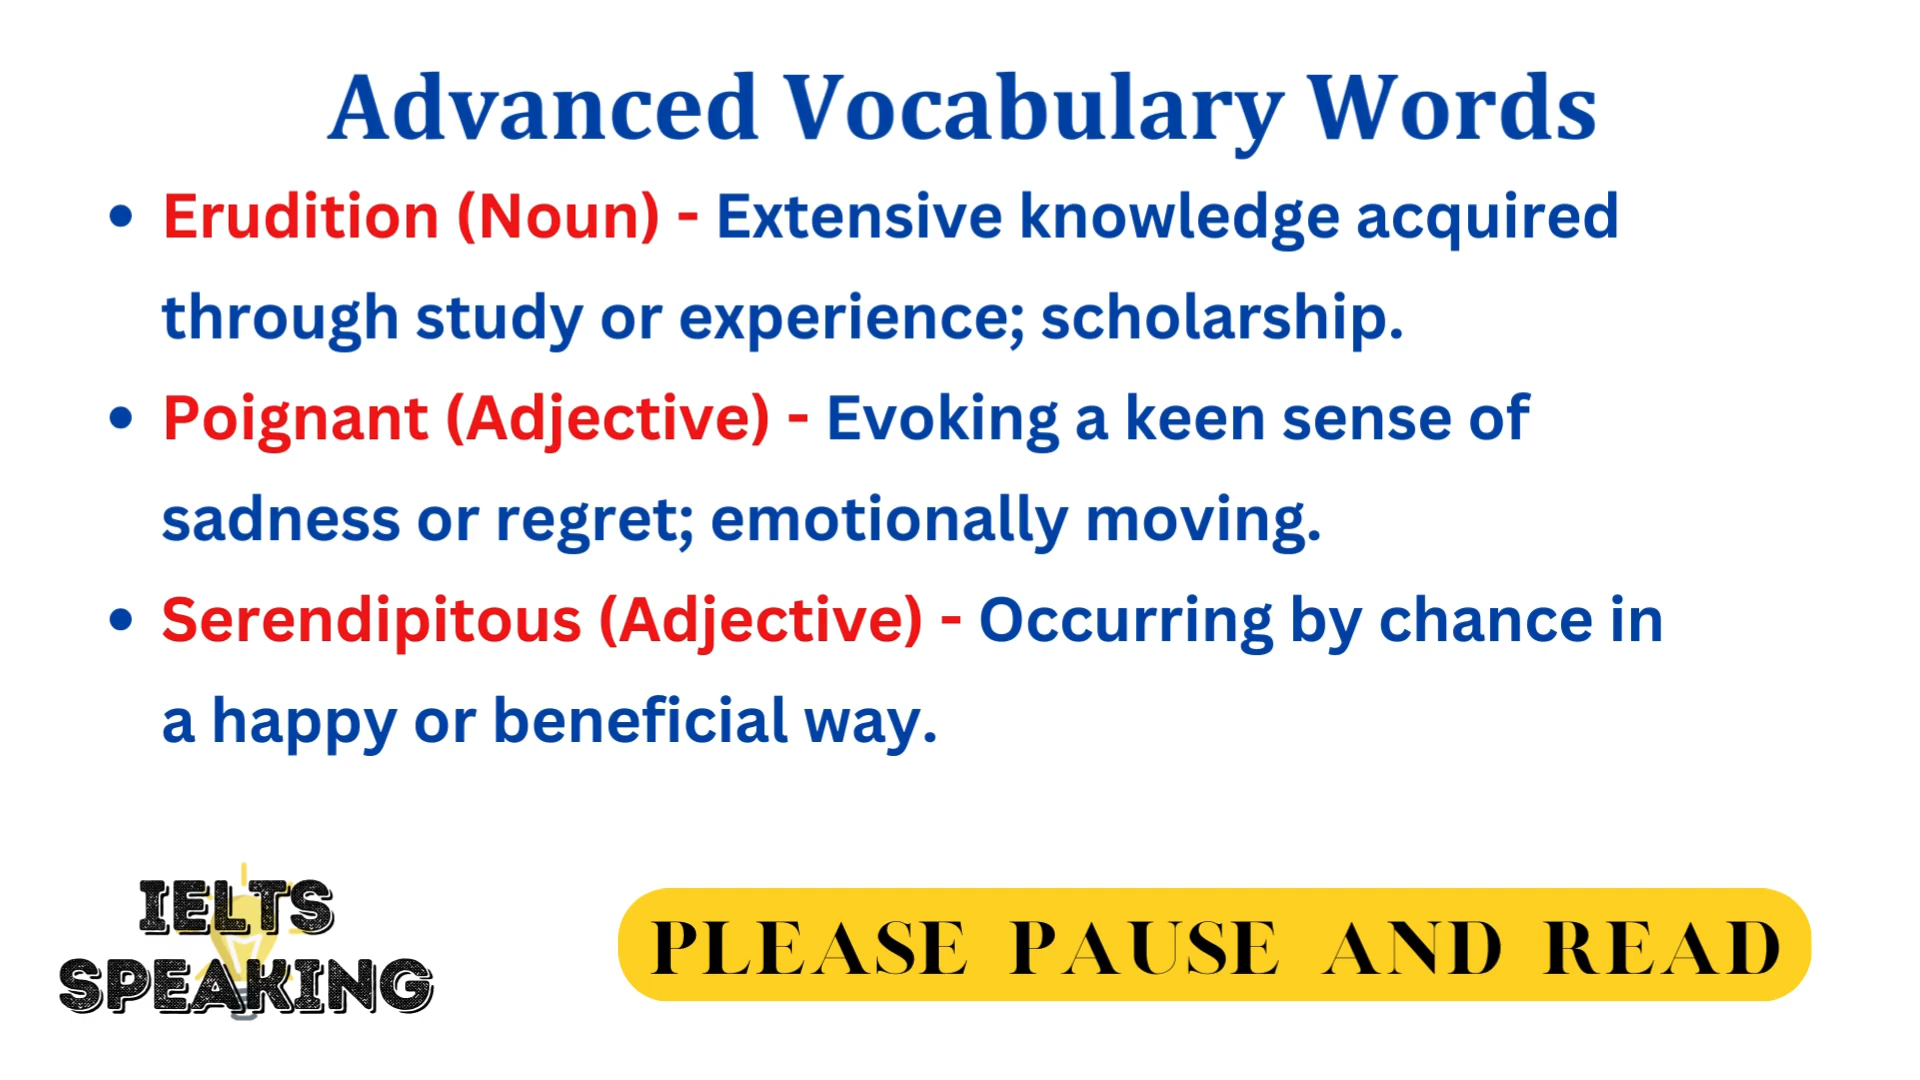 Advanced Vocabulary Words
• Erudition (Noun) - Extensive knowledge acquired
through study or experience; scholarship.
• Poignant (Adjective) - Evoking a keen sense of
sadness or regret; emotionally moving.
• Serendipitous (Adjective) - Occurring by chance in
a happy or beneficial way.
IELTS
SPEAKING
PLEASE PAUSE AND READ